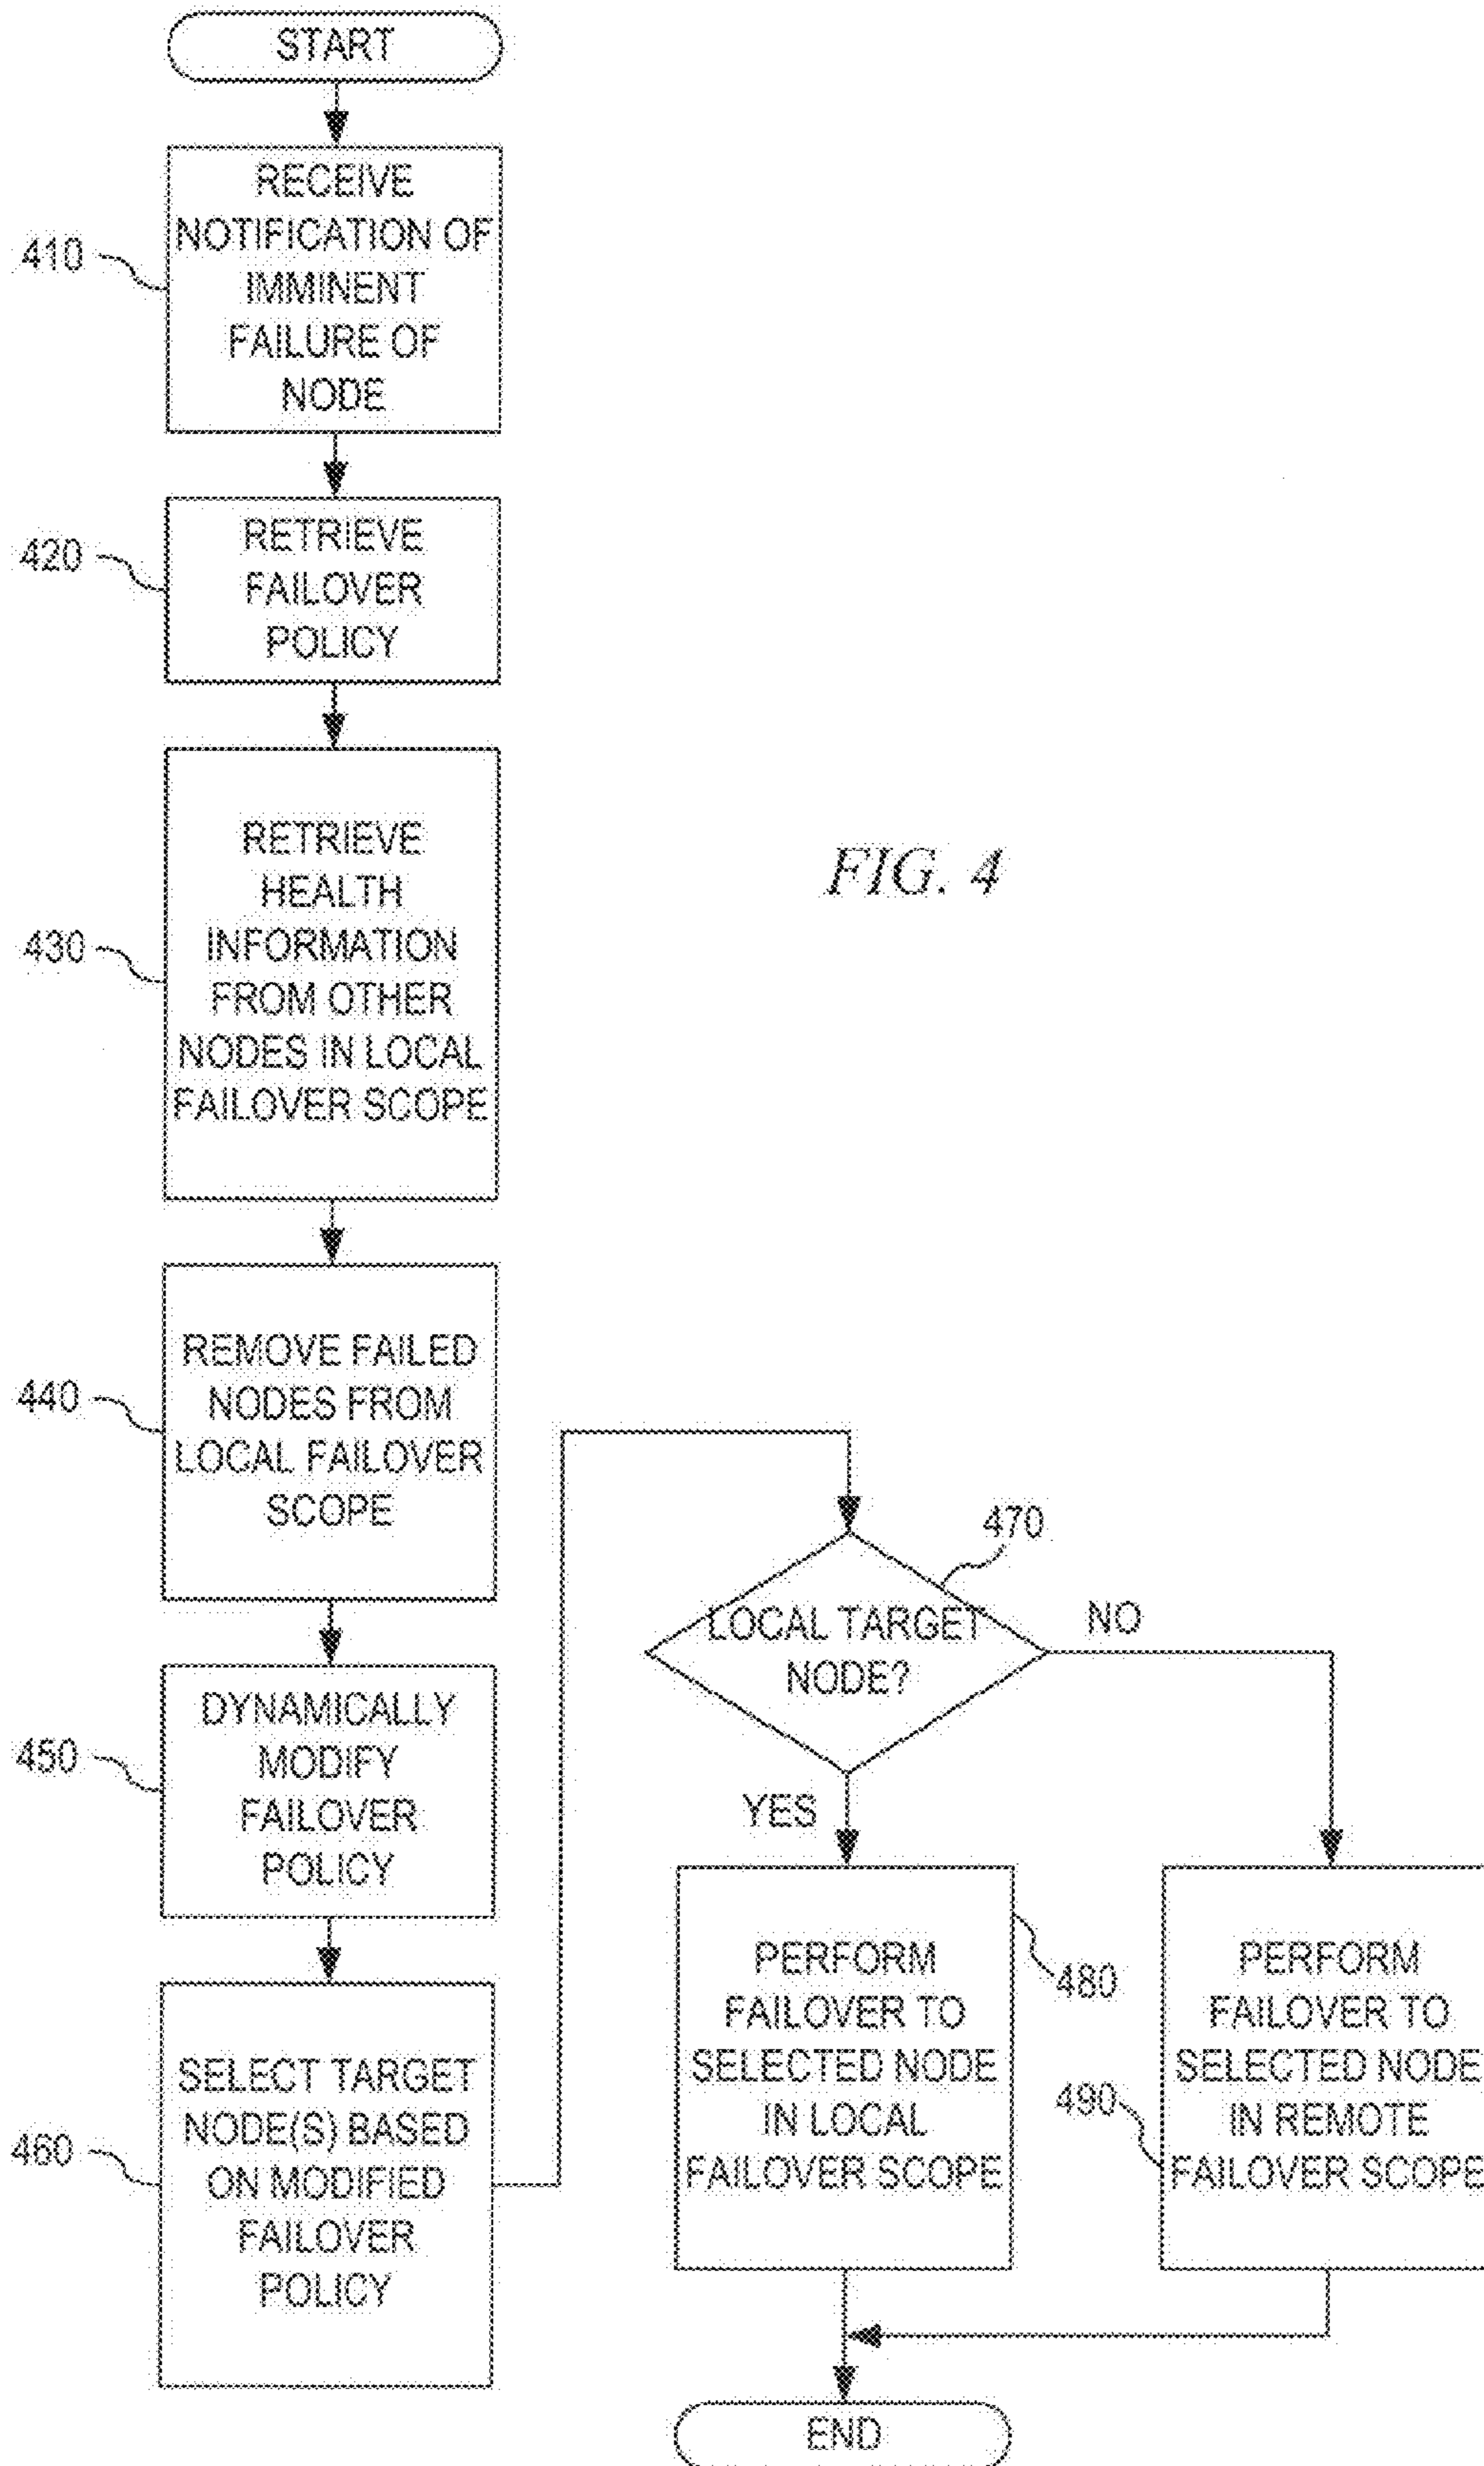 START
RECEIVE
NOTIFICATION OF
IMMINENT
FAILURE OF
NODE
410
RETRIEVE
FAILOVER
POLICY
420
RETRIEVE
HEALTH
INFORMATION
FROM OTHER
NODES IN LOCAL
FAILOVER SCOPE
430
FIG. 4
REMOVE FAILED
NODES FROM
LOCAL FAILOVER
SCOPE
440
DYNAMICALLY
MODIFY
FAILOVER
POLICY
450
SELECT TARGET
NODE(S) BASED
ON MODIFIED
FAILOVER
POLICY
460
470
LOCAL TARGET
NODE?
NO
YES
PERFORM
FAILOVER TO
SELECTED NODE
IN LOCAL
FAILOVER SCOPE
480
PERFORM
FAILOVER TO
SELECTED NODE
IN REMOTE
FAILOVER SCOPE
490
END